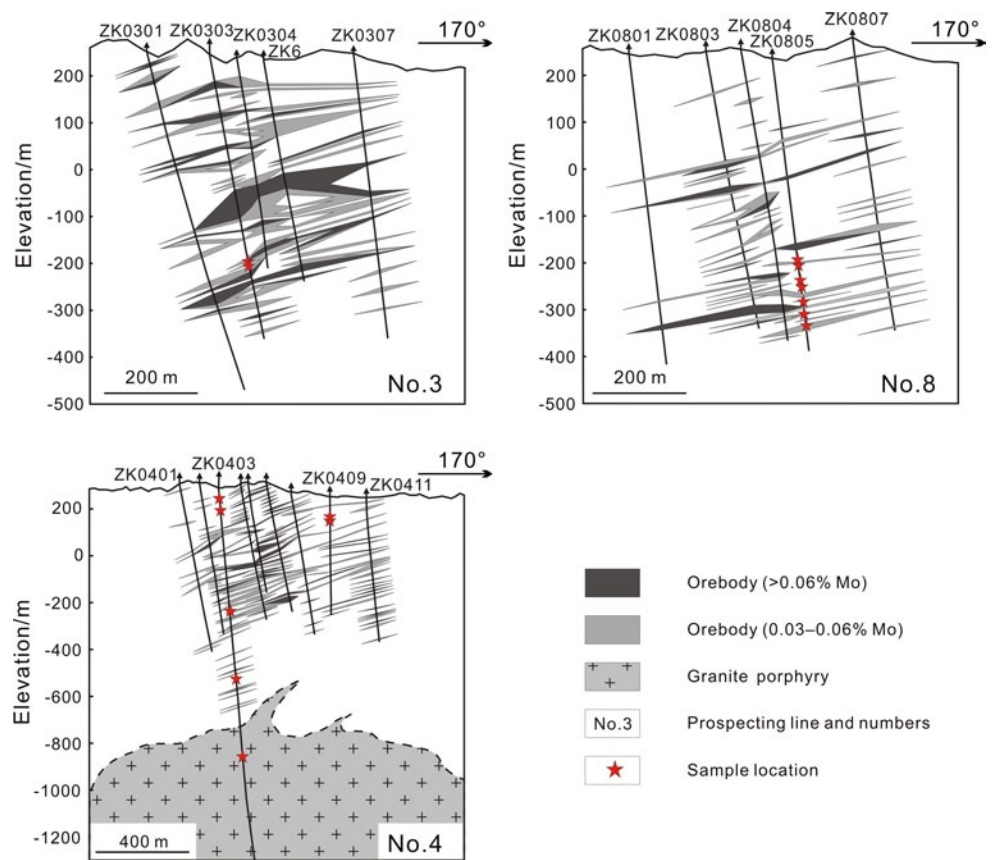 ZK0301 ZK0303 ZK0304 ZK6 ZK0307 170°
Elevation/m
200
100
0
-100
-200
-300
-400
-500
200 m
No.3
ZK0801 ZK0803 ZK0804 ZK0805 ZK0807 170°
Elevation/m
200
100
0
-100
-200
-300
-400
-500
200 m
No.8
ZK0401 ZK0403 ZK0409 ZK0411 170°
Elevation/m
200
0
-200
-400
-600
-800
-1000
-1200
400 m
No.4
Orebody (>0.06% Mo)
Orebody (0.03–0.06% Mo)
Granite porphyry
No.3 Prospecting line and numbers
Sample location